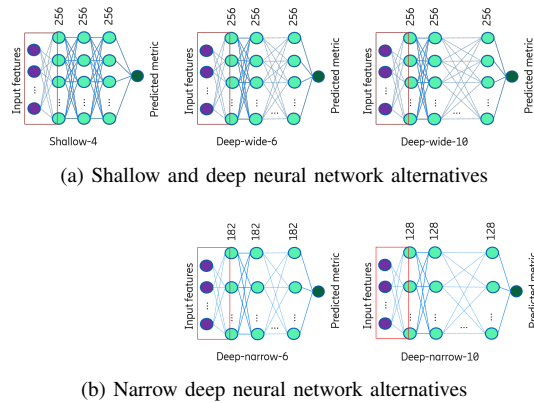 256 256 256
Input features
Predicted metric
Shallow-4
256 256 256
Input features
...
Predicted metric
Deep-wide-6
256 256 256
Input features
...
Predicted metric
Deep-wide-10
(a) Shallow and deep neural network alternatives
182 182 182
Input features
...
Predicted metric
Deep-narrow-6
128 128 128
Input features
...
Predicted metric
Deep-narrow-10
(b) Narrow deep neural network alternatives